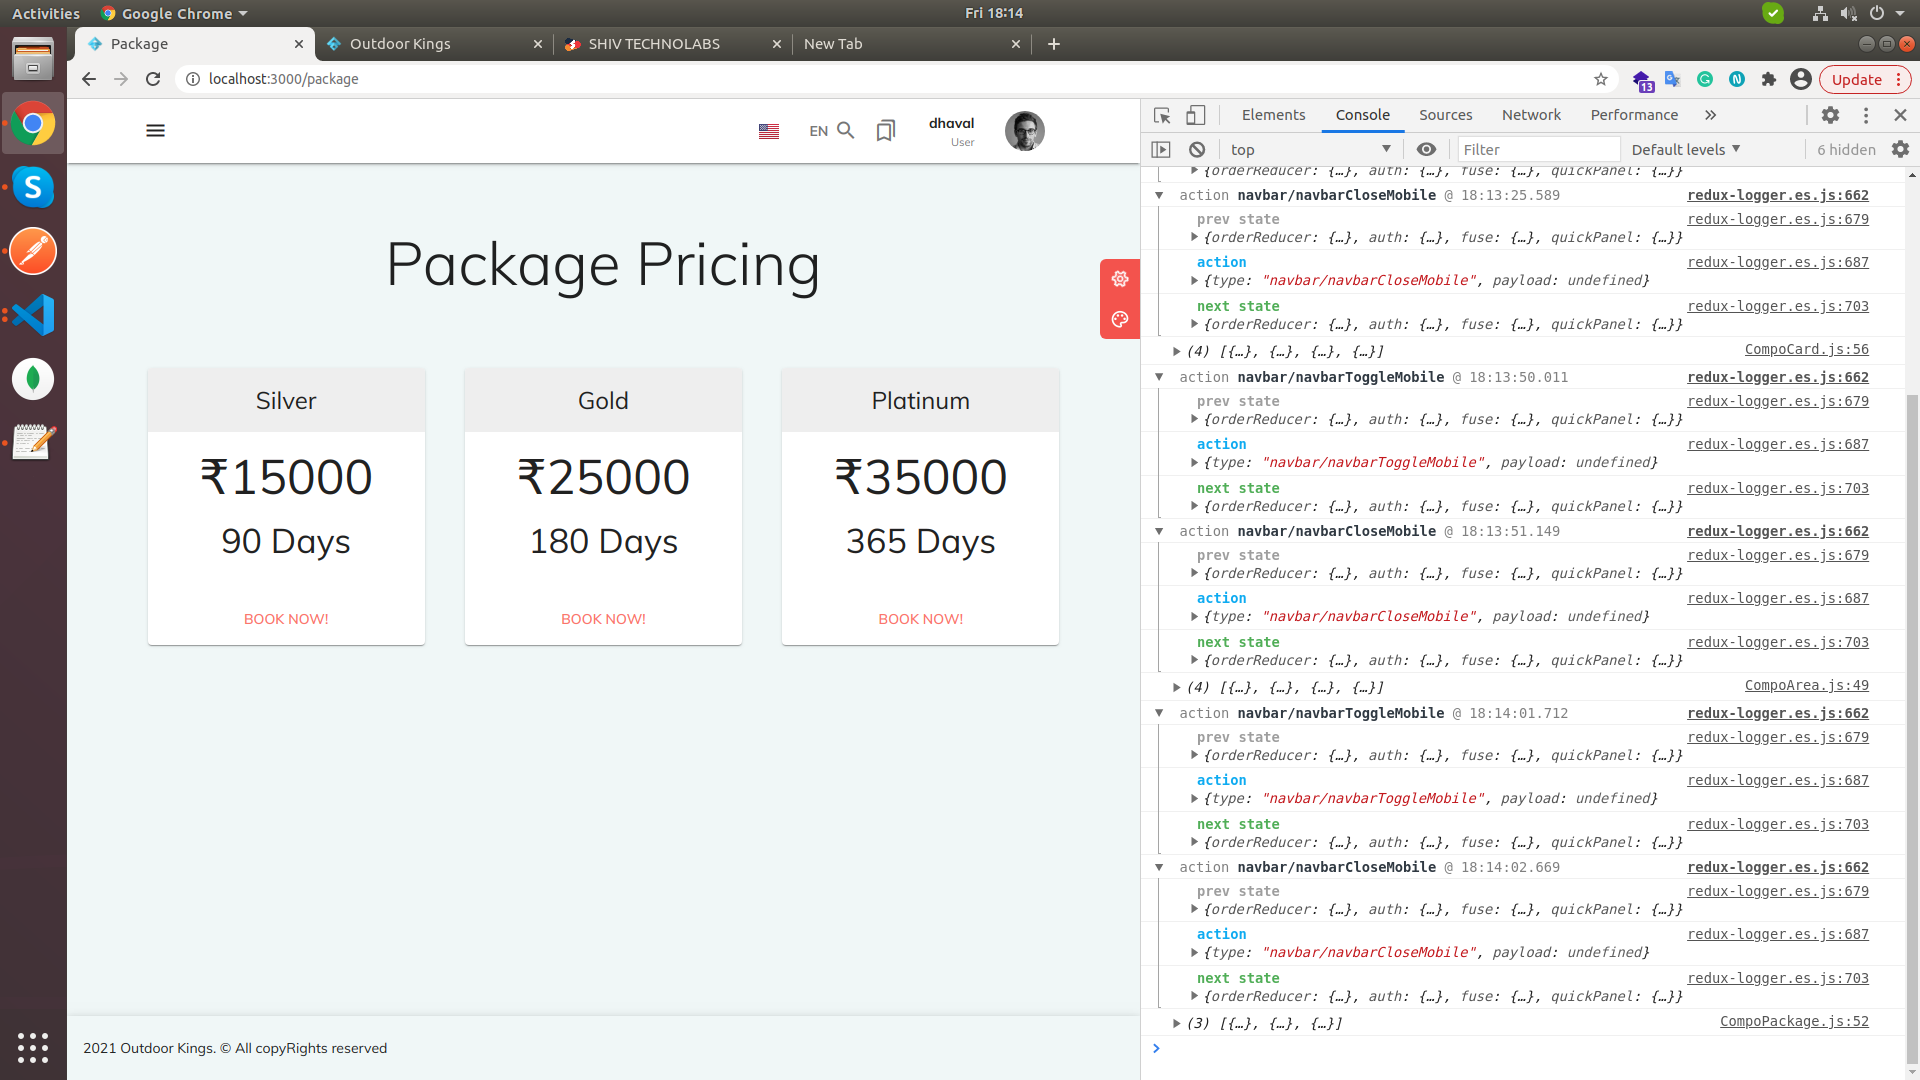 Activities
Google Chrome
Fri 18:14
Package
Outdoor Kings
SHIV TECHNOLABS
New Tab
localhost:3000/package
13
Update
EN
dhaval
User
Package Pricing
Silver
₹15000
90 Days
BOOK NOW!
Gold
₹25000
180 Days
BOOK NOW!
Platinum
₹35000
365 Days
BOOK NOW!
2021 Outdoor Kings. © All copyRights reserved
Elements Console Sources Network Performance
top
Filter
Default levels
6 hidden
{orderReducer: {…}, auth: {…}, fuse: {…}, quickPanel: {…}}
action navbar/navbarCloseMobile @ 18:13:25.589 redux-logger.es.js:662
prev state redux-logger.es.js:679
{orderReducer: {…}, auth: {…}, fuse: {…}, quickPanel: {…}}
action redux-logger.es.js:687
{type: "navbar/navbarCloseMobile", payload: undefined}
next state redux-logger.es.js:703
{orderReducer: {…}, auth: {…}, fuse: {…}, quickPanel: {…}}
(4) [{…}, {…}, {…}, {…}] CompoCard.js:56
action navbar/navbarToggleMobile @ 18:13:50.011 redux-logger.es.js:662
prev state redux-logger.es.js:679
{orderReducer: {…}, auth: {…}, fuse: {…}, quickPanel: {…}}
action redux-logger.es.js:687
{type: "navbar/navbarToggleMobile", payload: undefined}
next state redux-logger.es.js:703
{orderReducer: {…}, auth: {…}, fuse: {…}, quickPanel: {…}}
action navbar/navbarCloseMobile @ 18:13:51.149 redux-logger.es.js:662
prev state redux-logger.es.js:679
{orderReducer: {…}, auth: {…}, fuse: {…}, quickPanel: {…}}
action redux-logger.es.js:687
{type: "navbar/navbarCloseMobile", payload: undefined}
next state redux-logger.es.js:703
{orderReducer: {…}, auth: {…}, fuse: {…}, quickPanel: {…}}
(4) [{…}, {…}, {…}, {…}] CompoArea.js:49
action navbar/navbarToggleMobile @ 18:14:01.712 redux-logger.es.js:662
prev state redux-logger.es.js:679
{orderReducer: {…}, auth: {…}, fuse: {…}, quickPanel: {…}}
action redux-logger.es.js:687
{type: "navbar/navbarToggleMobile", payload: undefined}
next state redux-logger.es.js:703
{orderReducer: {…}, auth: {…}, fuse: {…}, quickPanel: {…}}
action navbar/navbarCloseMobile @ 18:14:02.669 redux-logger.es.js:662
prev state redux-logger.es.js:679
{orderReducer: {…}, auth: {…}, fuse: {…}, quickPanel: {…}}
action redux-logger.es.js:687
{type: "navbar/navbarCloseMobile", payload: undefined}
next state redux-logger.es.js:703
{orderReducer: {…}, auth: {…}, fuse: {…}, quickPanel: {…}}
(3) [{…}, {…}, {…}] CompoPackage.js:52